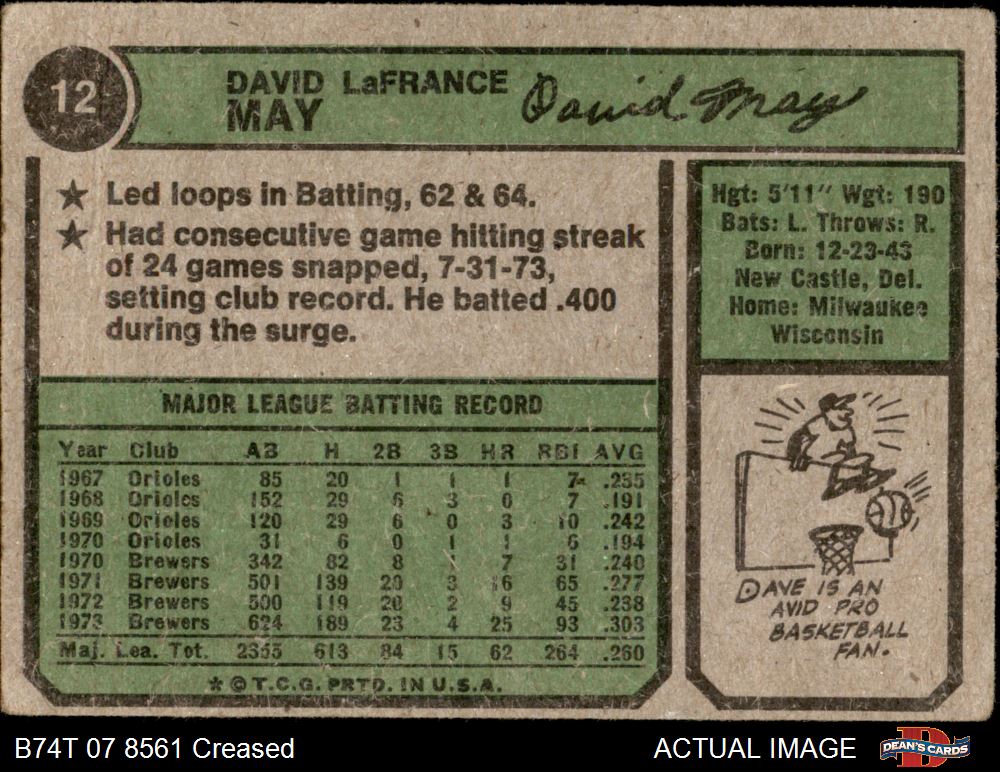 12
DAVID LaFRANCE
MAY
David May
★ Led loops in Batting, 62 & 64.
★ Had consecutive game hitting streak
of 24 games snapped, 7-31-73,
setting club record. He batted .400
during the surge.
Hgt: 5'11" Wgt: 190
Bats: L. Throws: R.
Born: 12-23-43
New Castle, Del.
Home: Milwaukee
Wisconsin
MAJOR LEAGUE BATTING RECORD
Year Club AB H 2B 3B HR RBI AVG
1967 Orioles 85 20 1 1 1 7 .235
1968 Orioles 152 29 6 3 0 7 .191
1969 Orioles 120 29 6 0 3 10 .242
1970 Orioles 31 6 0 1 1 6 .194
1970 Brewers 342 82 8 1 7 31 .240
1971 Brewers 501 139 20 3 16 65 .277
1972 Brewers 500 119 20 2 9 45 .238
1973 Brewers 624 189 23 4 25 93 .303
Maj. Lea. Tot. 2355 613 84 15 62 264 .260
* © T.C.G. PRTD. IN U.S.A.
DAVE IS AN
AVID PRO
BASKETBALL
FAN.
B74T 07 8561 Creased
ACTUAL IMAGE
DEAN'S CARDS